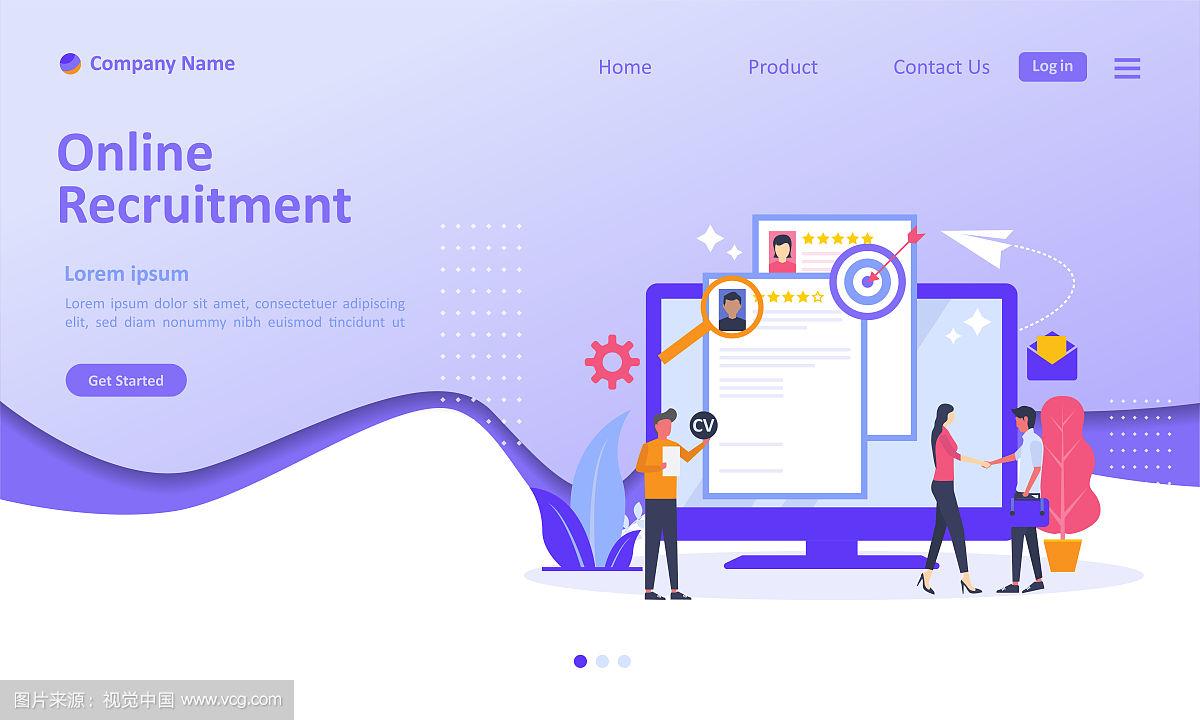 Company Name
Home
Product
Contact Us
Log in
Online
Recruitment
Lorem ipsum
Lorem ipsum dolor sit amet, consectetuer adipiscing
elit, sed diam nonummy nibh euismod tincidunt ut
Get Started
CV
图片来源：视觉中国 www.vcg.com